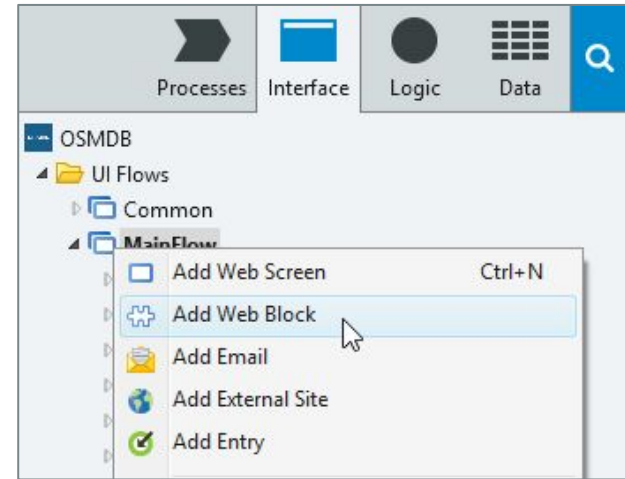 Processes Interface Logic Data
OSMDB
UI Flows
Common
MainFlow
Add Web Screen Ctrl+N
Add Web Block
Add Email
Add External Site
Add Entry